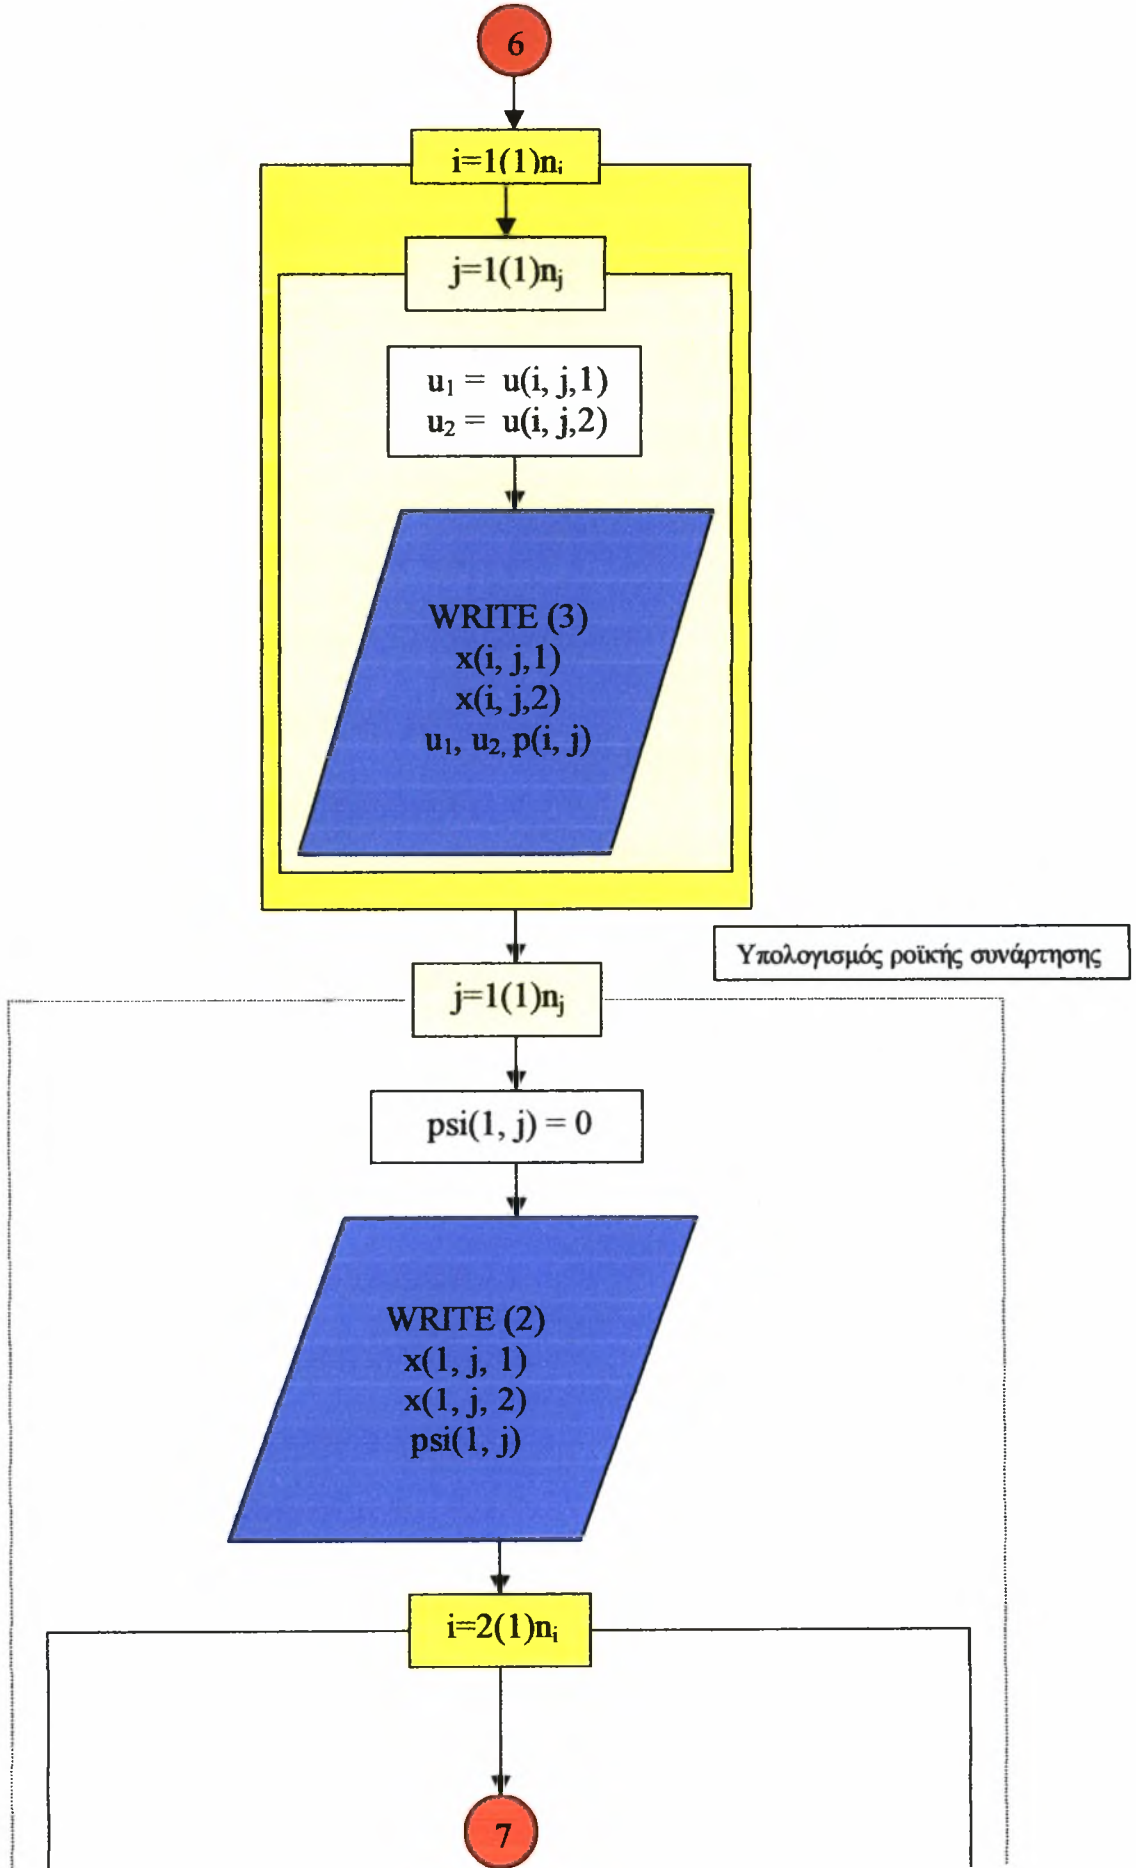 6
i=1(1)nᵢ
j=1(1)nⱼ
u₁ = u(i, j,1)
u₂ = u(i, j,2)
WRITE (3)
x(i, j,1)
x(i, j,2)
u₁, u₂, p(i, j)
Υπολογισμός ροϊκής συνάρτησης
j=1(1)nⱼ
psi(1, j) = 0
WRITE (2)
x(1, j, 1)
x(1, j, 2)
psi(1, j)
i=2(1)nᵢ
7